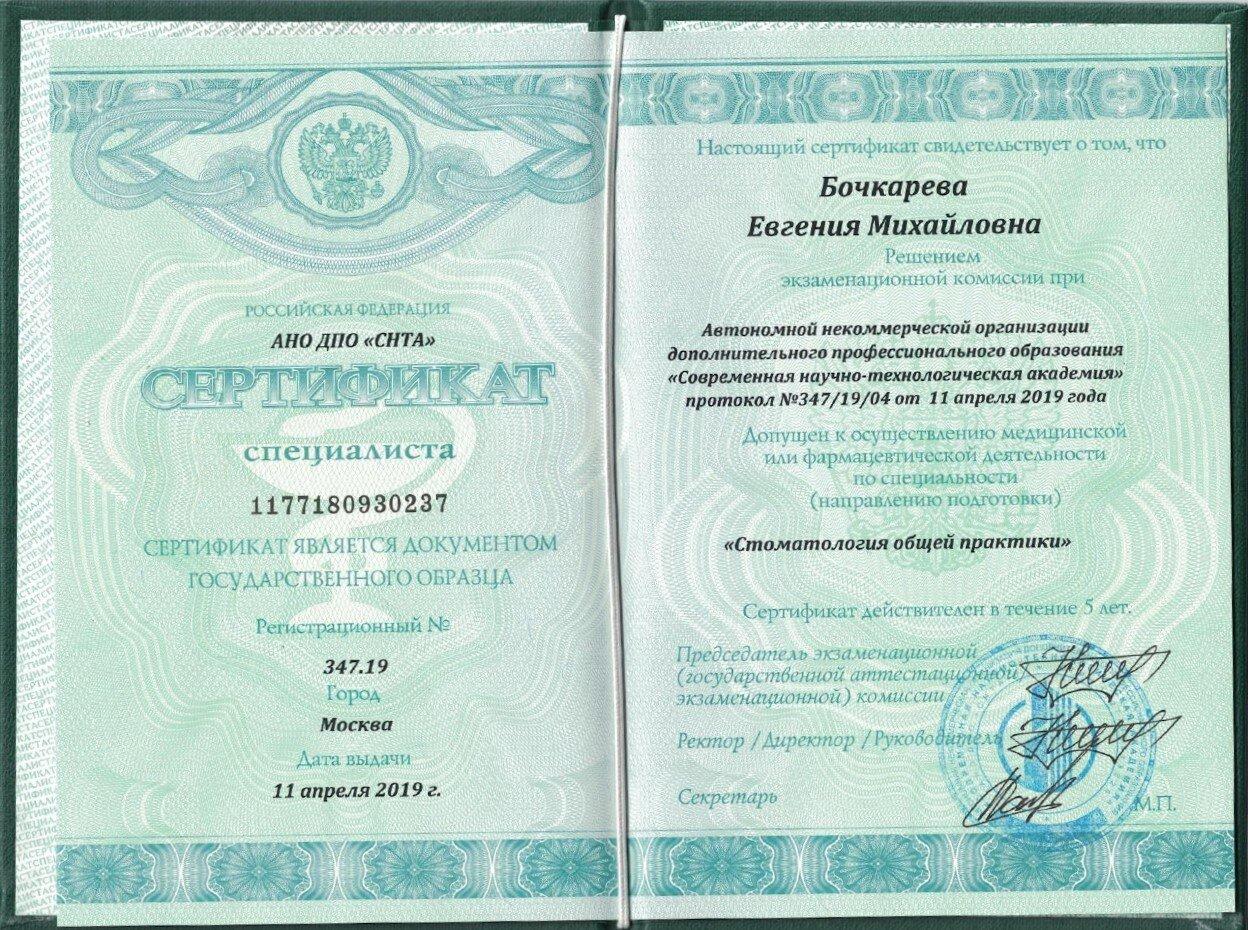 РОССИЙСКАЯ ФЕДЕРАЦИЯ
АНО ДПО «СНТА»
СЕРТИФИКАТ
специалиста
1177180930237
СЕРТИФИКАТ ЯВЛЯЕТСЯ ДОКУМЕНТОМ
ГОСУДАРСТВЕННОГО ОБРАЗЦА
Регистрационный №
347.19
Город
Москва
Дата выдачи
11 апреля 2019 г.
Настоящий сертификат свидетельствует о том, что
Бочкарева
Евгения Михайловна
Решением
экзаменационной комиссии при
Автономной некоммерческой организации
дополнительного профессионального образования
«Современная научно-технологическая академия»
протокол №347/19/04 от 11 апреля 2019 года
Допущен к осуществлению медицинской
или фармацевтической деятельности
по специальности
(направлению подготовки)
«Стоматология общей практики»
Сертификат действителен в течение 5 лет.
Председатель экзаменационной
(государственной аттестационной,
экзаменационной) комиссии
Ректор /Директор /Руководитель
Секретарь
М.П.